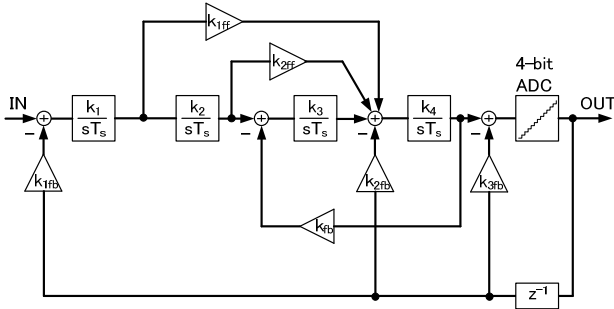 k1ff
k2ff
4-bit
ADC
IN
k1
sTs
k2
sTs
k3
sTs
k4
sTs
OUT
−
−
−
−
k1fb
k2fb
k3fb
kfb
z−1